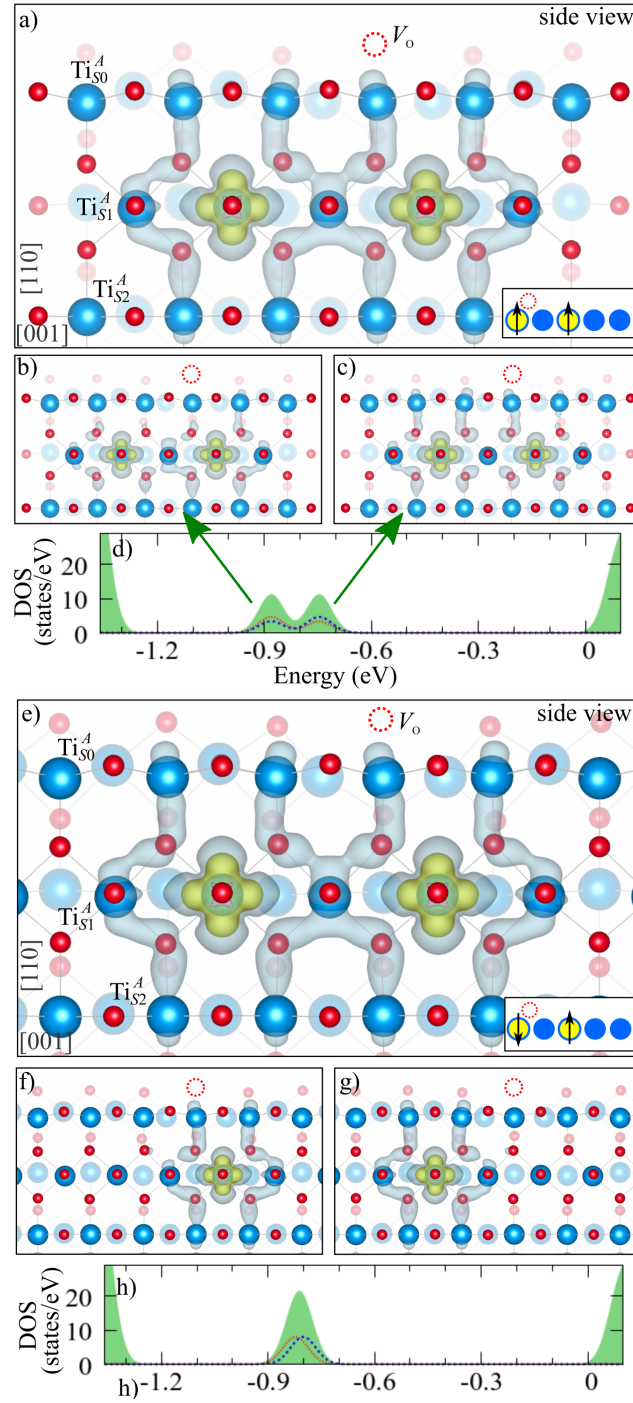 a)
side view
V_o
Ti^A_S0
Ti^A_S1
Ti^A_S2
[110]
[001]
b)
c)
d)
DOS
(states/eV)
20
10
0
-1.2
-0.9
-0.6
-0.3
0
Energy (eV)
e)
side view
V_o
Ti^A_S0
Ti^A_S1
Ti^A_S2
[110]
[001]
f)
g)
h)
DOS
(states/eV)
20
10
0
h)
-1.2
-0.9
-0.6
-0.3
0